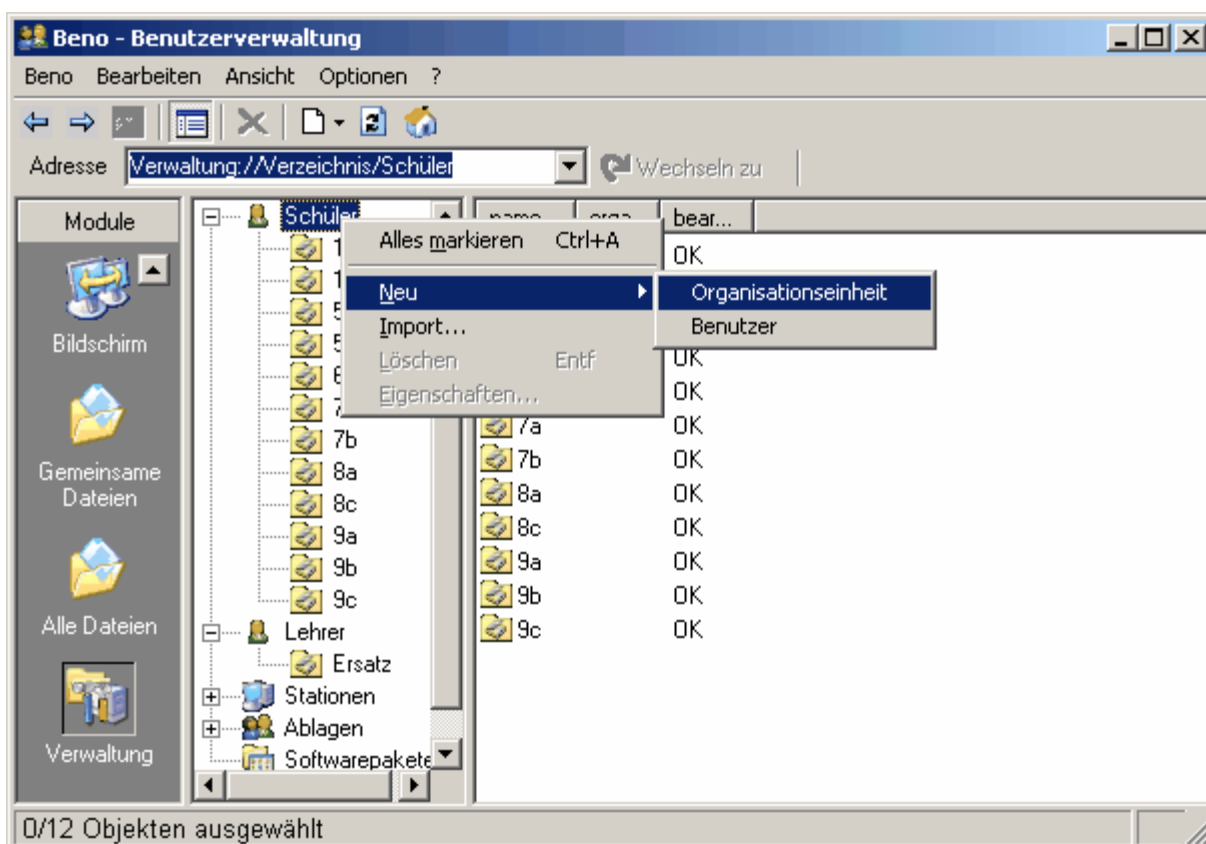 Beno - Benutzerverwaltung
Beno Bearbeiten Ansicht Optionen ?
Adresse Verwaltung://Verzeichnis/Schüler Wechseln zu
Module
Bildschirm
Gemeinsame
Dateien
Alle Dateien
Verwaltung
Schüler
7b
8a
8c
9a
9b
9c
Lehrer
Ersatz
Stationen
Ablagen
Softwarepakete
Alles markieren Ctrl+A
Neu
Import...
Löschen Entf
Eigenschaften...
Organisationseinheit
Benutzer
name orga... bear...
OK
OK
OK
7a OK
7b OK
8a OK
8c OK
9a OK
9b OK
9c OK
0/12 Objekten ausgewählt